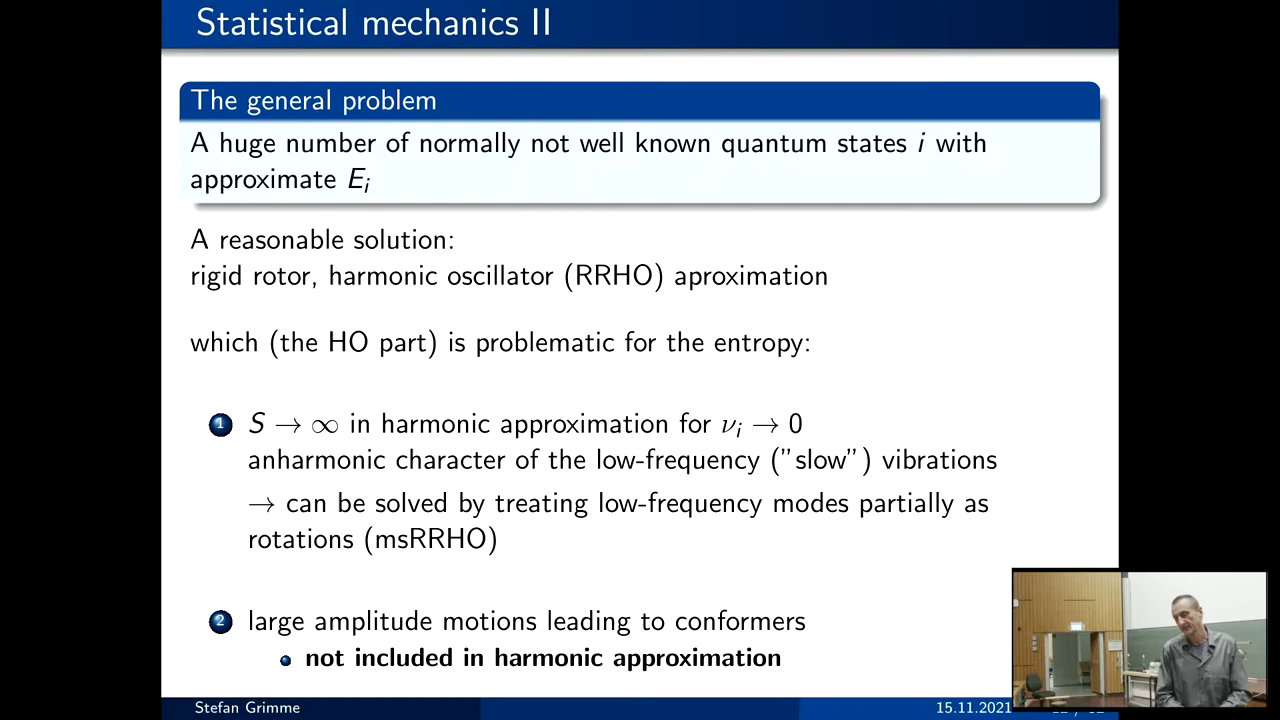 Statistical mechanics II
The general problem
A huge number of normally not well known quantum states i with
approximate Eᵢ
A reasonable solution:
rigid rotor, harmonic oscillator (RRHO) aproximation
which (the HO part) is problematic for the entropy:
1 S → ∞ in harmonic approximation for νᵢ → 0
anharmonic character of the low-frequency ("slow") vibrations
→ can be solved by treating low-frequency modes partially as
rotations (msRRHO)
2 large amplitude motions leading to conformers
not included in harmonic approximation
Stefan Grimme 15.11.2021